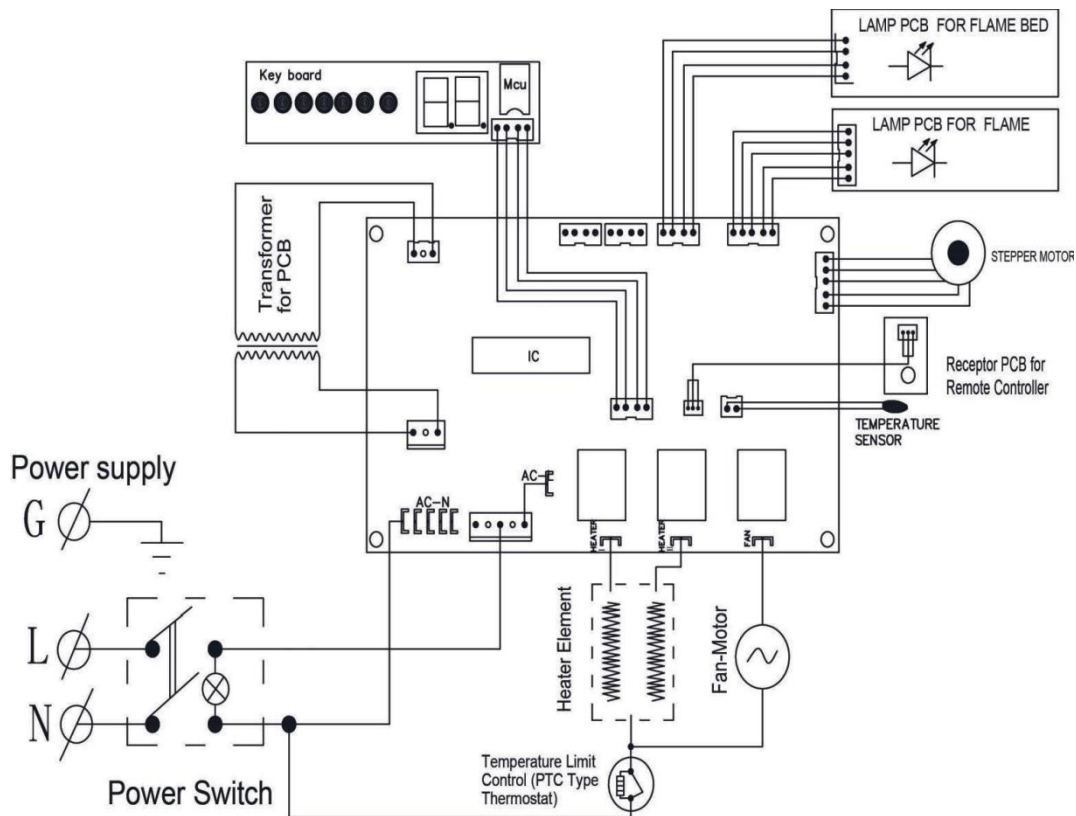 LAMP PCB FOR FLAME BED
Key board
Mcu
LAMP PCB FOR FLAME
Transformer
for PCB
STEPPER MOTOR
IC
Receptor PCB for
Remote Controller
TEMPERATURE
SENSOR
Power supply
G
AC-N
AC-
HEATER
I
HEATER
II
FAN
L
N
Heater Element
Fan-Motor
Power Switch
Temperature Limit
Control (PTC Type
Thermostat)